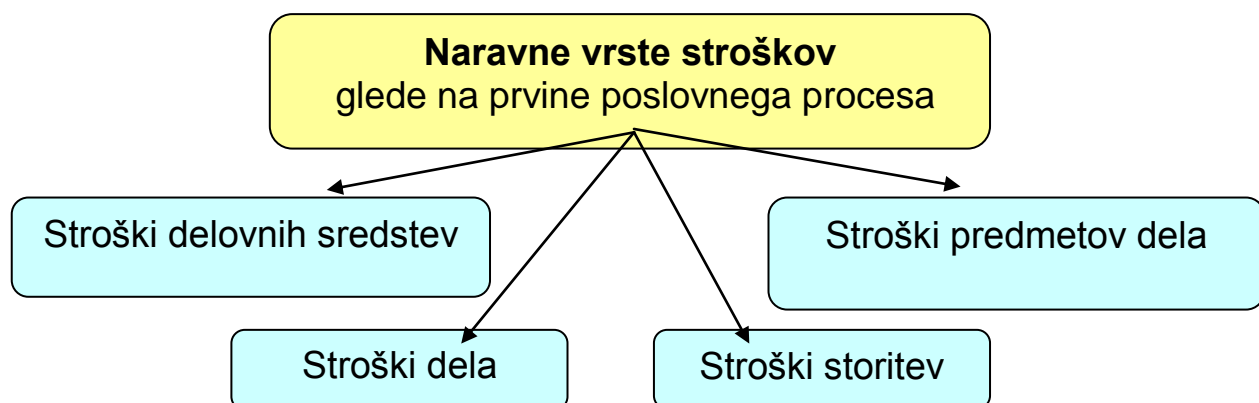 Naravne vrste stroškov
glede na prvine poslovnega procesa
Stroški delovnih sredstev
Stroški predmetov dela
Stroški dela
Stroški storitev